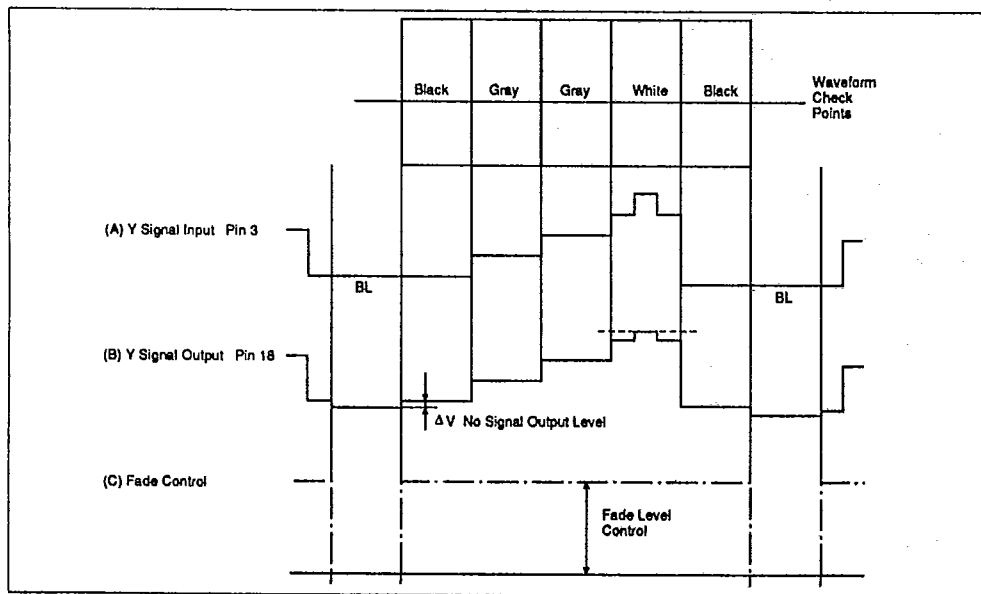 Black Gray Gray White Black
Waveform
Check
Points
(A) Y Signal Input Pin 3
BL
BL
(B) Y Signal Output Pin 18
ΔV No Signal Output Level
(C) Fade Control
Fade Level
Control